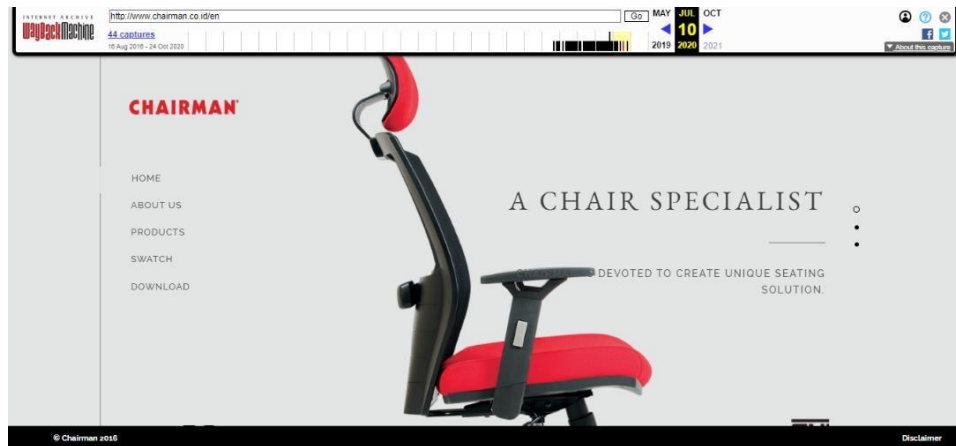 INTERNET ARCHIVE
WayBackMachine
http://www.chairman.co.id/en
Go
MAY JUL OCT
44 captures
10
16 Aug 2016 - 24 Oct 2020
2019 2020 2021
About this capture
CHAIRMAN
HOME
ABOUT US
PRODUCTS
SWATCH
DOWNLOAD
A CHAIR SPECIALIST
DEVOTED TO CREATE UNIQUE SEATING
SOLUTION.
© Chairman 2016
Disclaimer